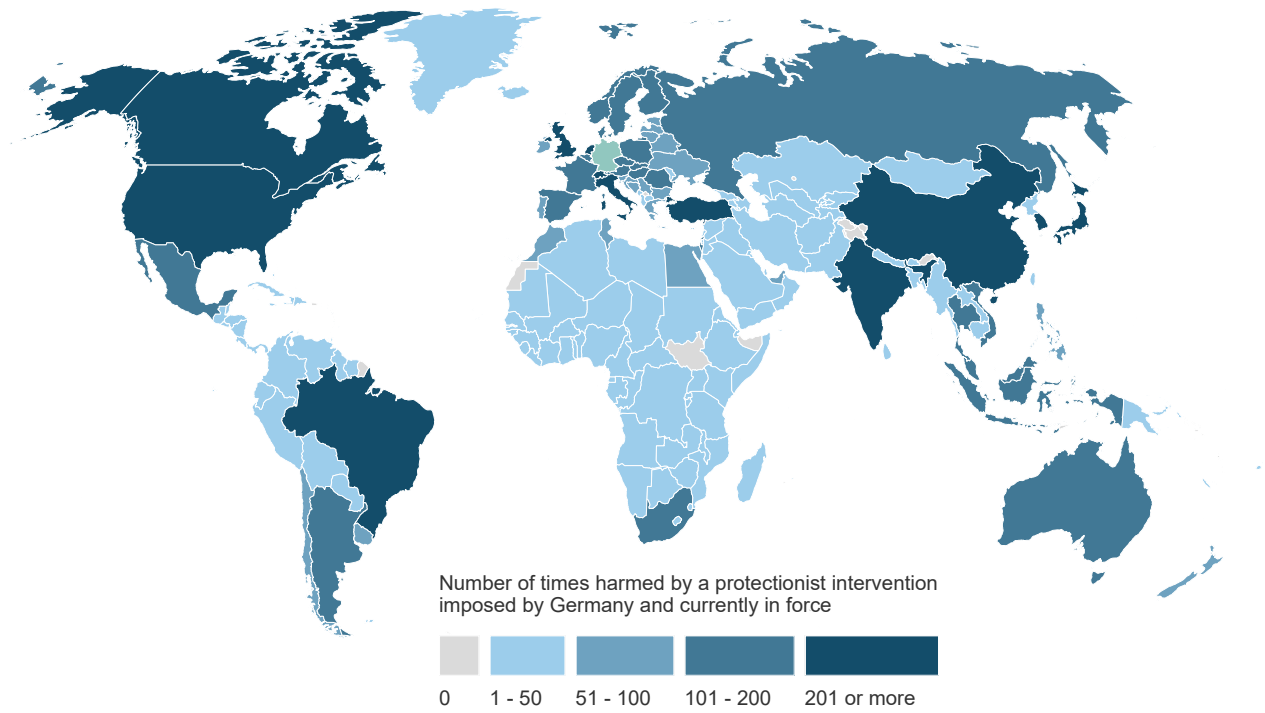 Number of times harmed by a protectionist intervention
imposed by Germany and currently in force
0
1 - 50
51 - 100
101 - 200
201 or more